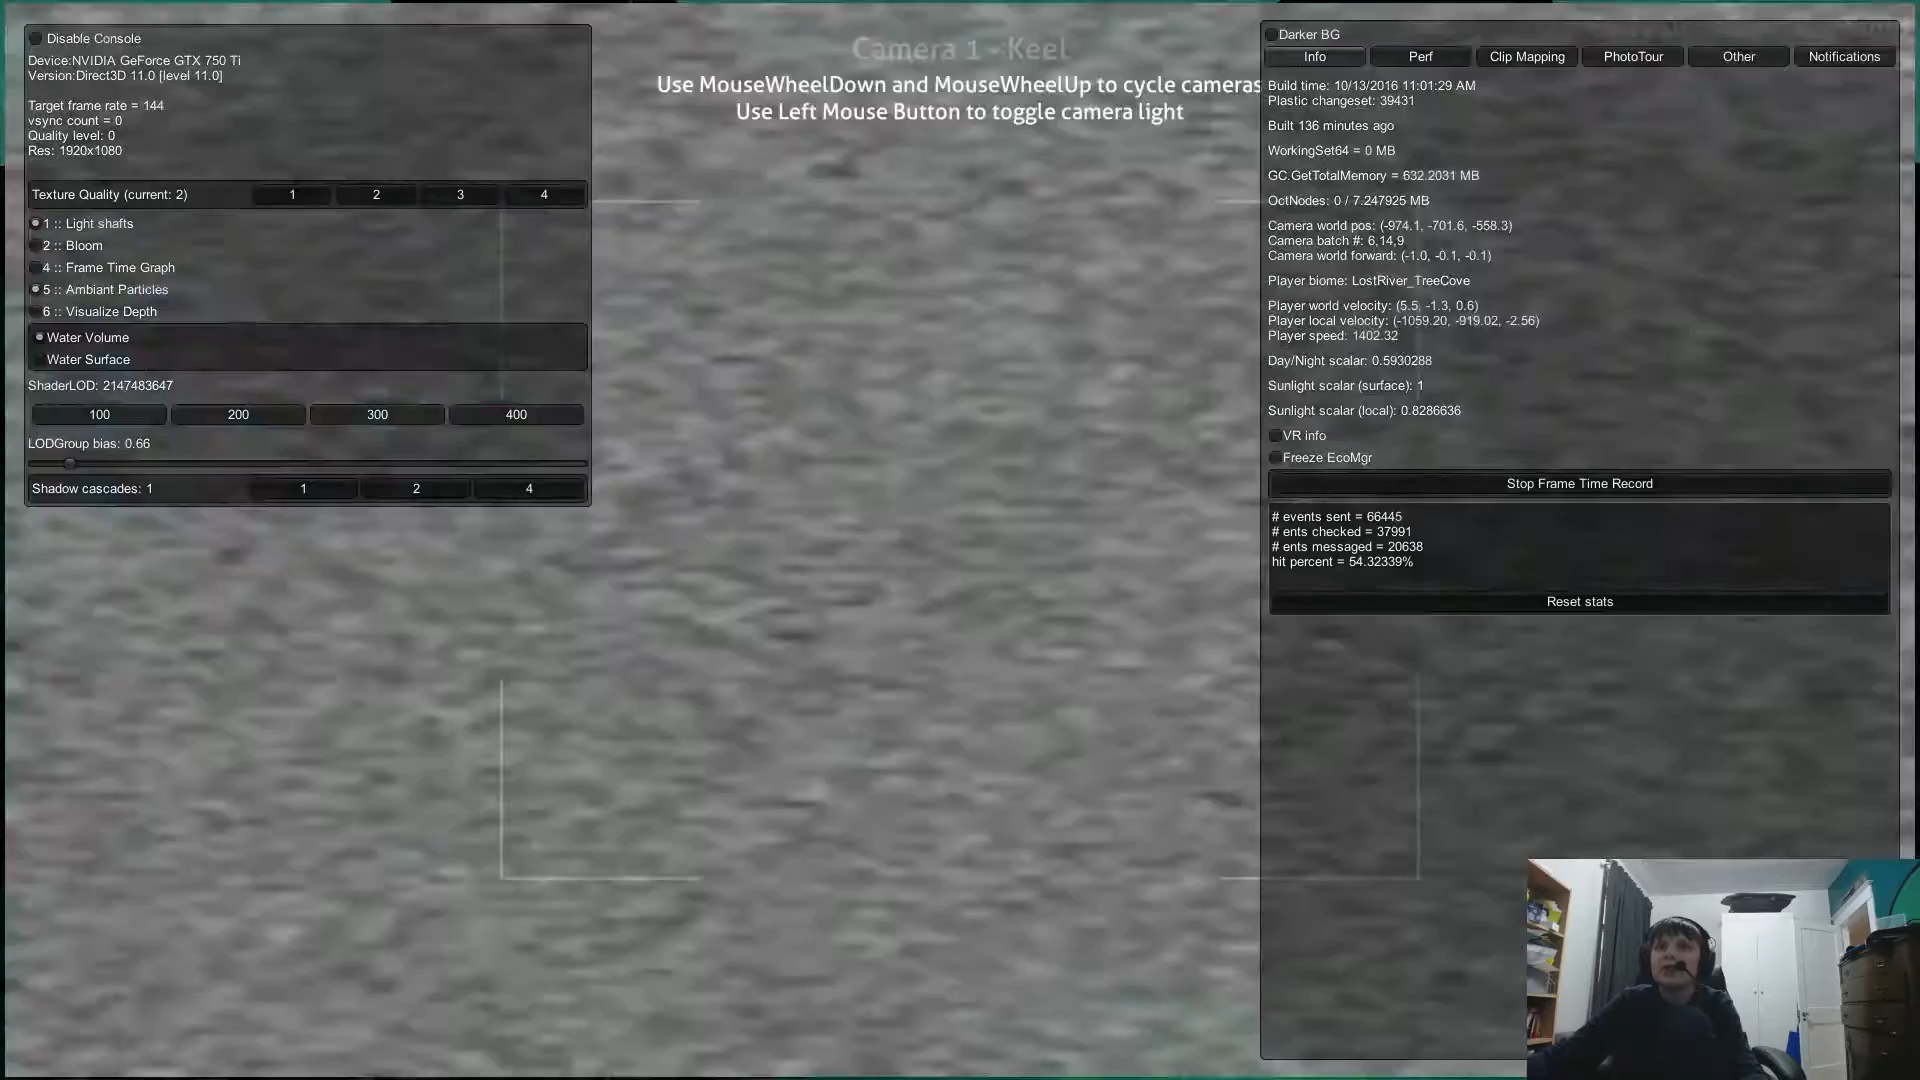 Disable Console
Device:NVIDIA GeForce GTX 750 Ti
Version:Direct3D 11.0 [level 11.0]
Target frame rate = 144
vsync count = 0
Quality level: 0
Res: 1920x1080
Texture Quality (current: 2) 1 2 3 4
1 :: Light shafts
2 :: Bloom
4 :: Frame Time Graph
5 :: Ambiant Particles
6 :: Visualize Depth
Water Volume
Water Surface
ShaderLOD: 2147483647
100 200 300 400
LODGroup bias: 0.66
Shadow cascades: 1 1 2 4
Camera 1 - Keel
Use MouseWheelDown and MouseWheelUp to cycle cameras
Use Left Mouse Button to toggle camera light
Darker BG
Info Perf Clip Mapping PhotoTour Other Notifications
Build time: 10/13/2016 11:01:29 AM
Plastic changeset: 39431
Built 136 minutes ago
WorkingSet64 = 0 MB
GC.GetTotalMemory = 632.2031 MB
OctNodes: 0 / 7.247925 MB
Camera world pos: (-974.1, -701.6, -558.3)
Camera batch #: 6,14,9
Camera world forward: (-1.0, -0.1, -0.1)
Player biome: LostRiver_TreeCove
Player world velocity: (5.5, -1.3, 0.6)
Player local velocity: (-1059.20, -919.02, -2.56)
Player speed: 1402.32
Day/Night scalar: 0.5930288
Sunlight scalar (surface): 1
Sunlight scalar (local): 0.8286636
VR info
Freeze EcoMgr
Stop Frame Time Record
# events sent = 66445
# ents checked = 37991
# ents messaged = 20638
hit percent = 54.32339%
Reset stats